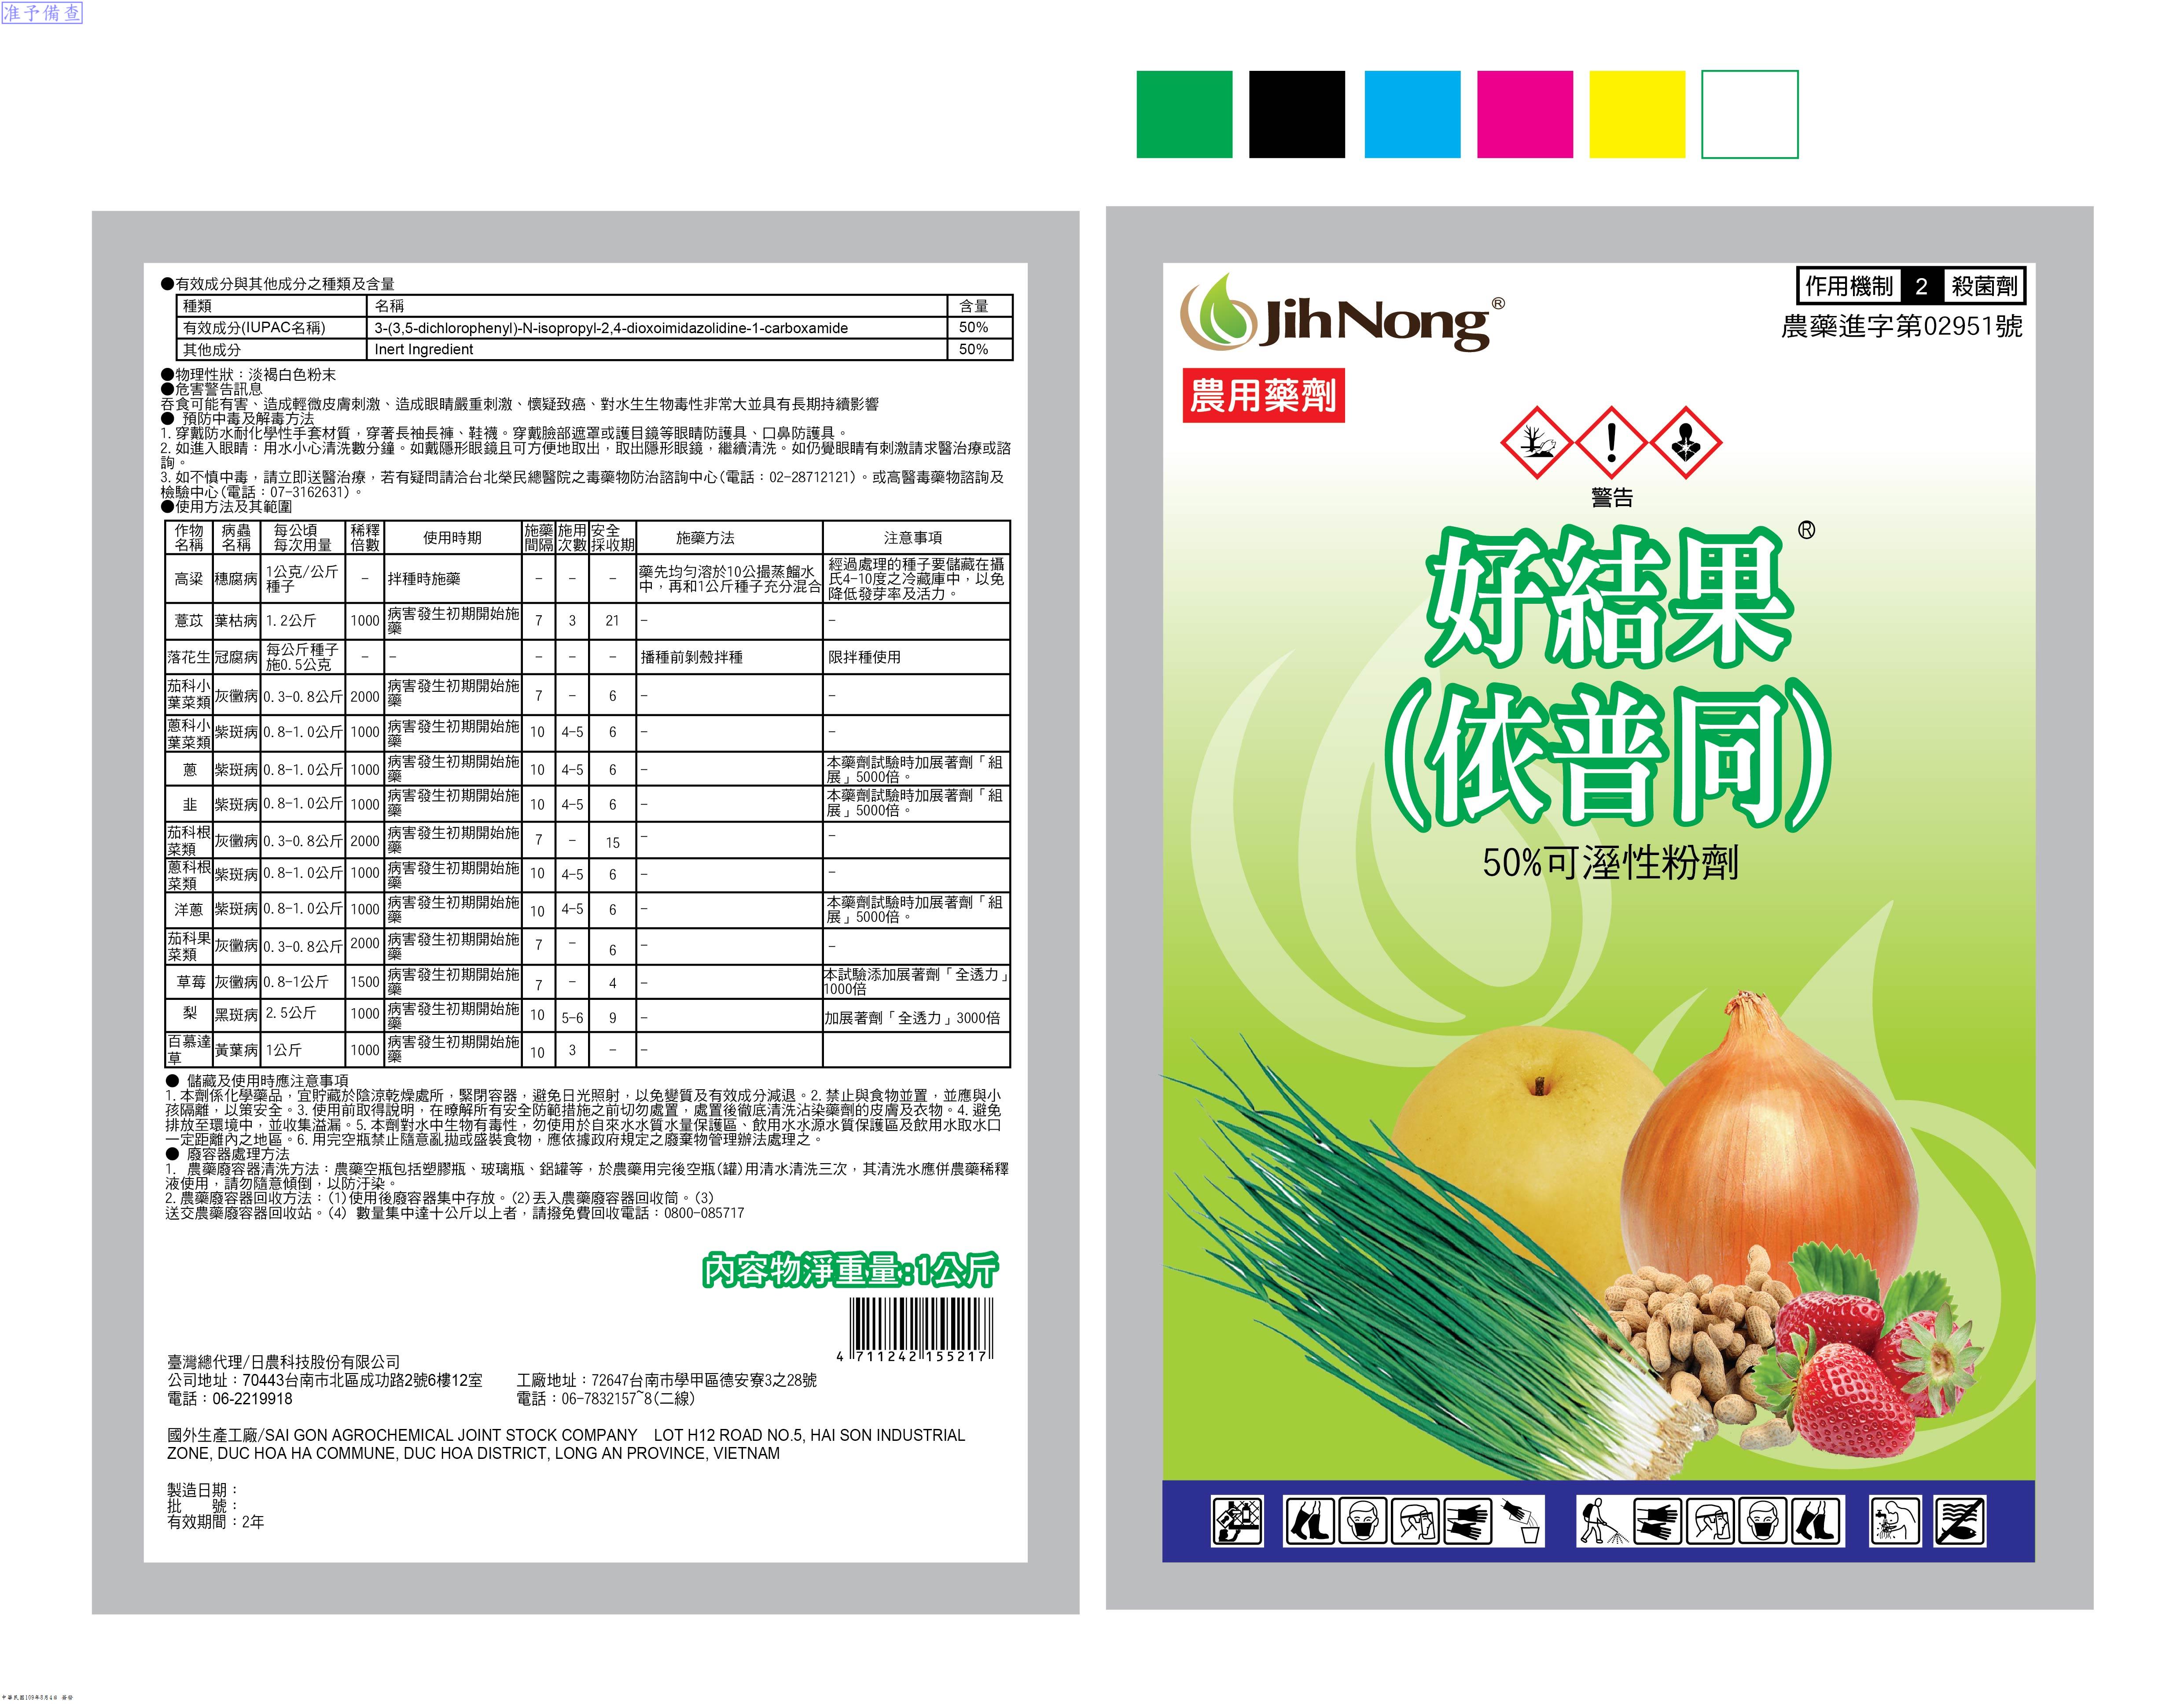 准予備查
●有效成分與其他成分之種類及含量
種類 名稱 含量
有效成分(IUPAC名稱) 3-(3,5-dichlorophenyl)-N-isopropyl-2,4-dioxoimidazolidine-1-carboxamide 50%
其他成分 Inert Ingredient 50%
●物理性狀：淡褐白色粉末
●危害警告訊息
吞食可能有害、造成輕微皮膚刺激、造成眼睛嚴重刺激、懷疑致癌、對水生生物毒性非常大並具有長期持續影響
● 預防中毒及解毒方法
1. 穿戴防水耐化學性手套材質，穿著長袖長褲、鞋襪。穿戴臉部遮罩或護目鏡等眼睛防護具、口鼻防護具。
2. 如進入眼睛：用水小心清洗數分鐘。如戴隱形眼鏡且可方便地取出，取出隱形眼鏡，繼續清洗。如仍覺眼睛有刺激請求醫治療或諮
詢。
3. 如不慎中毒，請立即送醫治療，若有疑問請洽台北榮民總醫院之毒藥物防治諮詢中心(電話：02-28712121)。或高醫毒藥物諮詢及
檢驗中心(電話：07-3162631)。
●使用方法及其範圍
作物名稱 病蟲名稱 每公頃每次用量 稀釋倍數 使用時期 施藥間隔 施用次數 安全採收期 施藥方法 注意事項
高粱 穗腐病 1公克/公斤種子 - 拌種時施藥 - - - 藥先均勻溶於10公撮蒸餾水中，再和1公斤種子充分混合 經過處理的種子要儲藏在攝氏4-10度之冷藏庫中，以免降低發芽率及活力。
薏苡 葉枯病 1.2公斤 1000 病害發生初期開始施藥 7 3 21 - -
落花生 冠腐病 每公斤種子施0.5公克 - - - - - 播種前剝殼拌種 限拌種使用
茄科小葉菜類 灰黴病 0.3-0.8公斤 2000 病害發生初期開始施藥 7 - 6 - -
蔥科小葉菜類 紫斑病 0.8-1.0公斤 1000 病害發生初期開始施藥 10 4-5 6 - -
蔥 紫斑病 0.8-1.0公斤 1000 病害發生初期開始施藥 10 4-5 6 - 本藥劑試驗時加展著劑「組展」5000倍。
韭 紫斑病 0.8-1.0公斤 1000 病害發生初期開始施藥 10 4-5 6 - 本藥劑試驗時加展著劑「組展」5000倍。
茄科根菜類 灰黴病 0.3-0.8公斤 2000 病害發生初期開始施藥 7 - 15 - -
蔥科根菜類 紫斑病 0.8-1.0公斤 1000 病害發生初期開始施藥 10 4-5 6 - -
洋蔥 紫斑病 0.8-1.0公斤 1000 病害發生初期開始施藥 10 4-5 6 - 本藥劑試驗時加展著劑「組展」5000倍。
茄科果菜類 灰黴病 0.3-0.8公斤 2000 病害發生初期開始施藥 7 - 6 - -
草莓 灰黴病 0.8-1公斤 1500 病害發生初期開始施藥 7 - 4 - 本試驗添加展著劑「全透力」1000倍
梨 黑斑病 2.5公斤 1000 病害發生初期開始施藥 10 5-6 9 - 加展著劑「全透力」3000倍
百慕達草 黃葉病 1公斤 1000 病害發生初期開始施藥 10 3 - -
● 儲藏及使用時應注意事項
1. 本劑係化學藥品，宜貯藏於陰涼乾燥處所，緊閉容器，避免日光照射，以免變質及有效成分減退。2. 禁止與食物並置，並應與小
孩隔離，以策安全。3. 使用前取得說明，在瞭解所有安全防範措施之前切勿處置，處置後徹底清洗沾染藥劑的皮膚及衣物。4. 避免
排放至環境中，並收集溢漏。5. 本劑對水中生物有毒性，勿使用於自來水水質水量保護區、飲用水水源水質保護區及飲用水取水口
一定距離內之地區。6. 用完空瓶禁止隨意亂拋或盛裝食物，應依據政府規定之廢棄物管理辦法處理之。
● 廢容器處理方法
1. 農藥廢容器清洗方法：農藥空瓶包括塑膠瓶、玻璃瓶、鋁罐等，於農藥用完後空瓶(罐)用清水清洗三次，其清洗水應併農藥稀釋
液使用，請勿隨意傾倒，以防汙染。
2. 農藥廢容器回收方法：(1)使用後廢容器集中存放。(2)丟入農藥廢容器回收筒。(3)
送交農藥廢容器回收站。(4) 數量集中達十公斤以上者，請撥免費回收電話：0800-085717
內容物淨重量:1公斤
4 711242 155217
臺灣總代理/日農科技股份有限公司
公司地址：70443台南市北區成功路2號6樓12室 工廠地址：72647台南市學甲區德安寮3之28號
電話：06-2219918 電話：06-7832157~8(二線)
國外生產工廠/SAI GON AGROCHEMICAL JOINT STOCK COMPANY LOT H12 ROAD NO.5, HAI SON INDUSTRIAL
ZONE, DUC HOA HA COMMUNE, DUC HOA DISTRICT, LONG AN PROVINCE, VIETNAM
製造日期：
批 號：
有效期間：2年
JihNong®
作用機制 2 殺菌劑
農藥進字第02951號
農用藥劑
警告
好結果®
(依普同)
50%可溼性粉劑